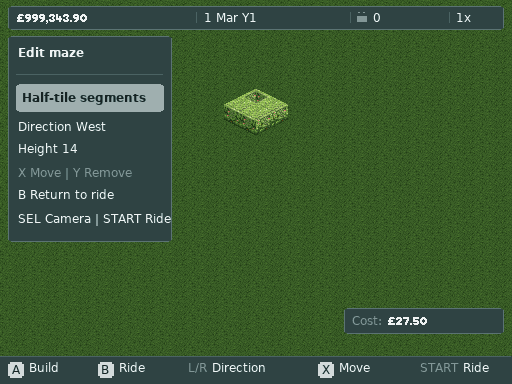 £999,343.90
1 Mar Y1
0
1x
Edit maze
Half-tile segments
Direction West
Height 14
X Move | Y Remove
B Return to ride
SEL Camera | START Ride
Cost: £27.50
A Build
B Ride
L/R Direction
X Move
START Ride